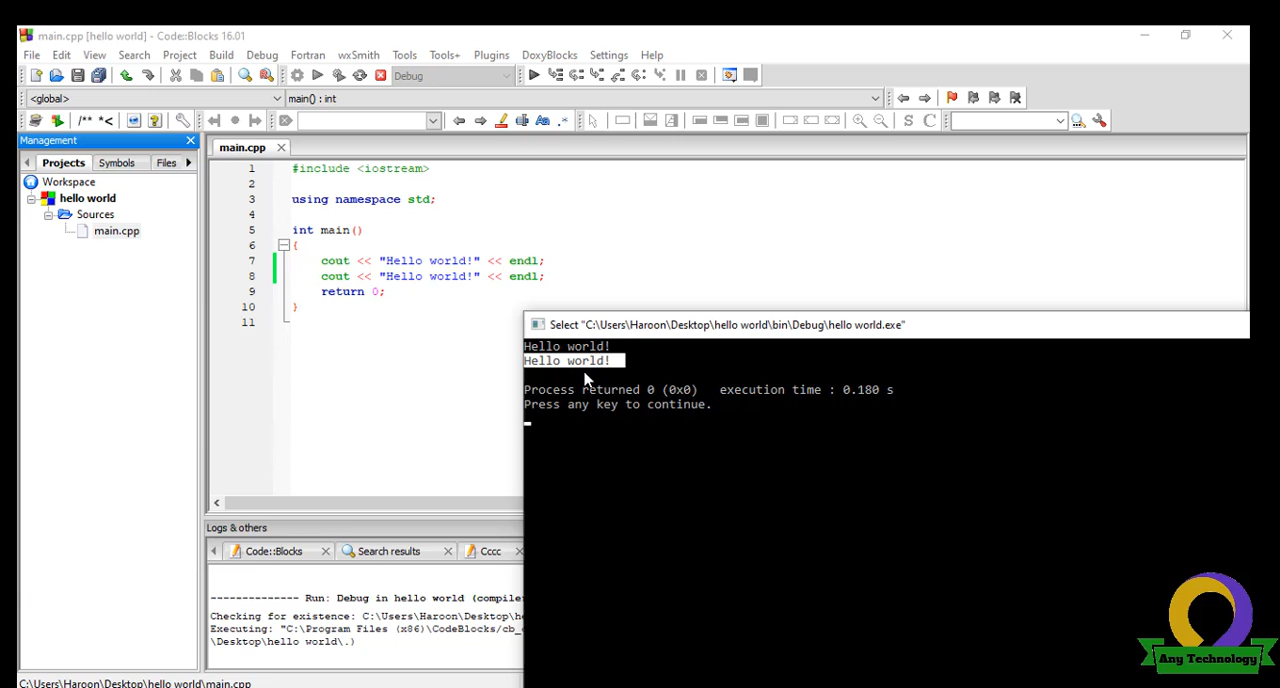 main.cpp [hello world] - Code::Blocks 16.01
File Edit View Search Project Build Debug Fortran wxSmith Tools Tools+ Plugins DoxyBlocks Settings Help
Debug
<global> main() : int
/** *<
S C
Management
Projects Symbols Files
Workspace
hello world
Sources
main.cpp
main.cpp
1 #include <iostream>
2
3 using namespace std;
4
5 int main()
6 {
7 cout << "Hello world!" << endl;
8 cout << "Hello world!" << endl;
9 return 0;
10 }
11
Select "C:\Users\Haroon\Desktop\hello world\bin\Debug\hello world.exe"
Hello world!
Hello world!
Process returned 0 (0x0) execution time : 0.180 s
Press any key to continue.
Logs & others
Code::Blocks Search results Cccc
-------------- Run: Debug in hello world (compile
Checking for existence: C:\Users\Haroon\Desktop\h
Executing: "C:\Program Files (x86)\CodeBlocks/cb_
\Desktop\hello world\.)
C:\Users\Haroon\Desktop\hello world\main.cpp
Any Technology